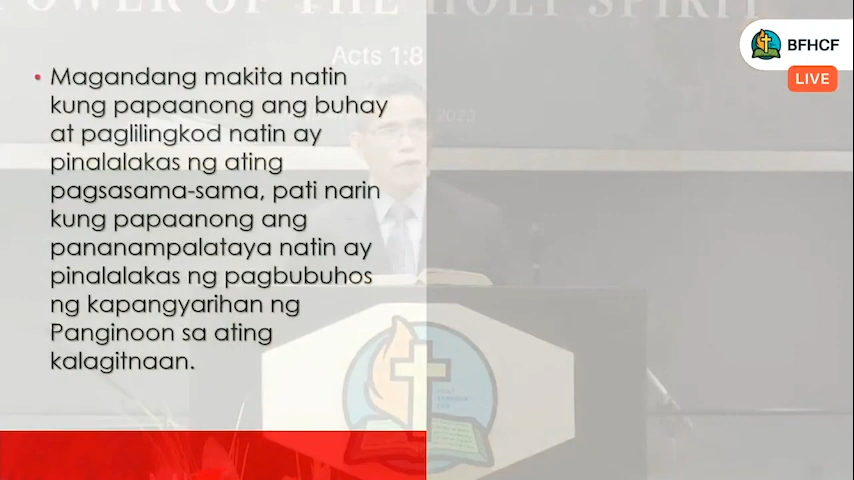 POWER OF THE HOLY SPIRIT
Acts 1:8
2023
BFHCF
LIVE
• Magandang makita natin
kung papaanong ang buhay
at paglilingkod natin ay
pinalalakas ng ating
pagsasama-sama, pati narin
kung papaanong ang
pananampalataya natin ay
pinalalakas ng pagbubuhos
ng kapangyarihan ng
Panginoon sa ating
kalagitnaan.